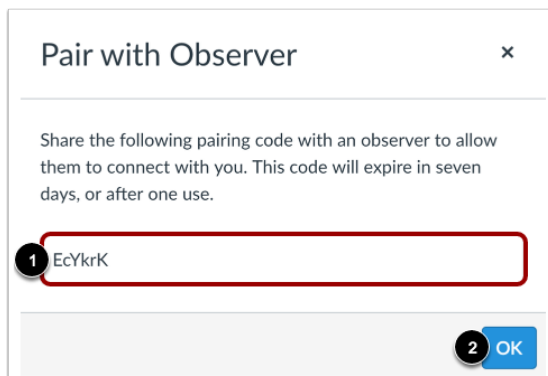 Pair with Observer ×
Share the following pairing code with an observer to allow
them to connect with you. This code will expire in seven
days, or after one use.
1 EcYkrK
2 OK